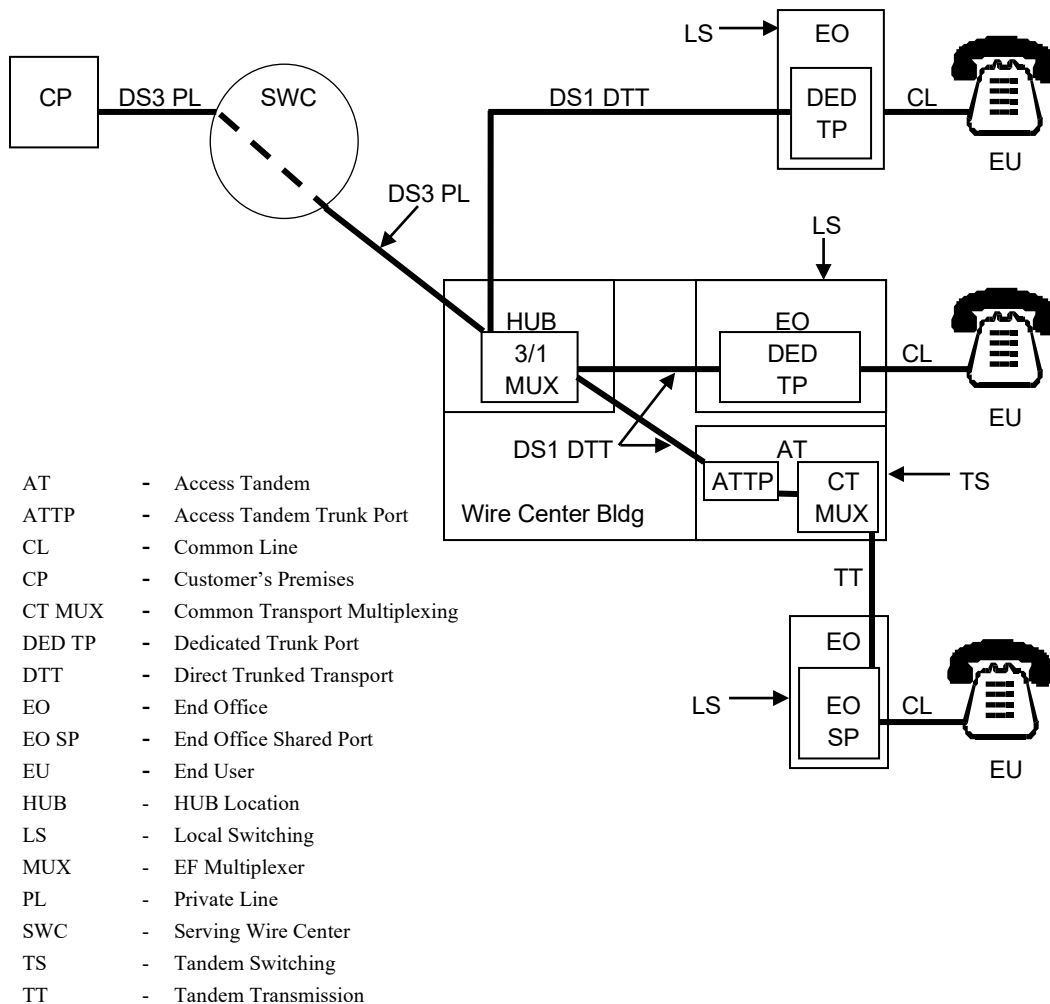 LS
EO
CP
DS3 PL
SWC
DS1 DTT
DED
TP
CL
EU
DS3 PL
LS
HUB
3/1
MUX
EO
DED
TP
CL
EU
DS1 DTT
AT
ATTP
CT
MUX
TS
Wire Center Bldg
TT
EO
LS
EO
SP
CL
EU
AT - Access Tandem
ATTP - Access Tandem Trunk Port
CL - Common Line
CP - Customer’s Premises
CT MUX - Common Transport Multiplexing
DED TP - Dedicated Trunk Port
DTT - Direct Trunked Transport
EO - End Office
EO SP - End Office Shared Port
EU - End User
HUB - HUB Location
LS - Local Switching
MUX - EF Multiplexer
PL - Private Line
SWC - Serving Wire Center
TS - Tandem Switching
TT - Tandem Transmission